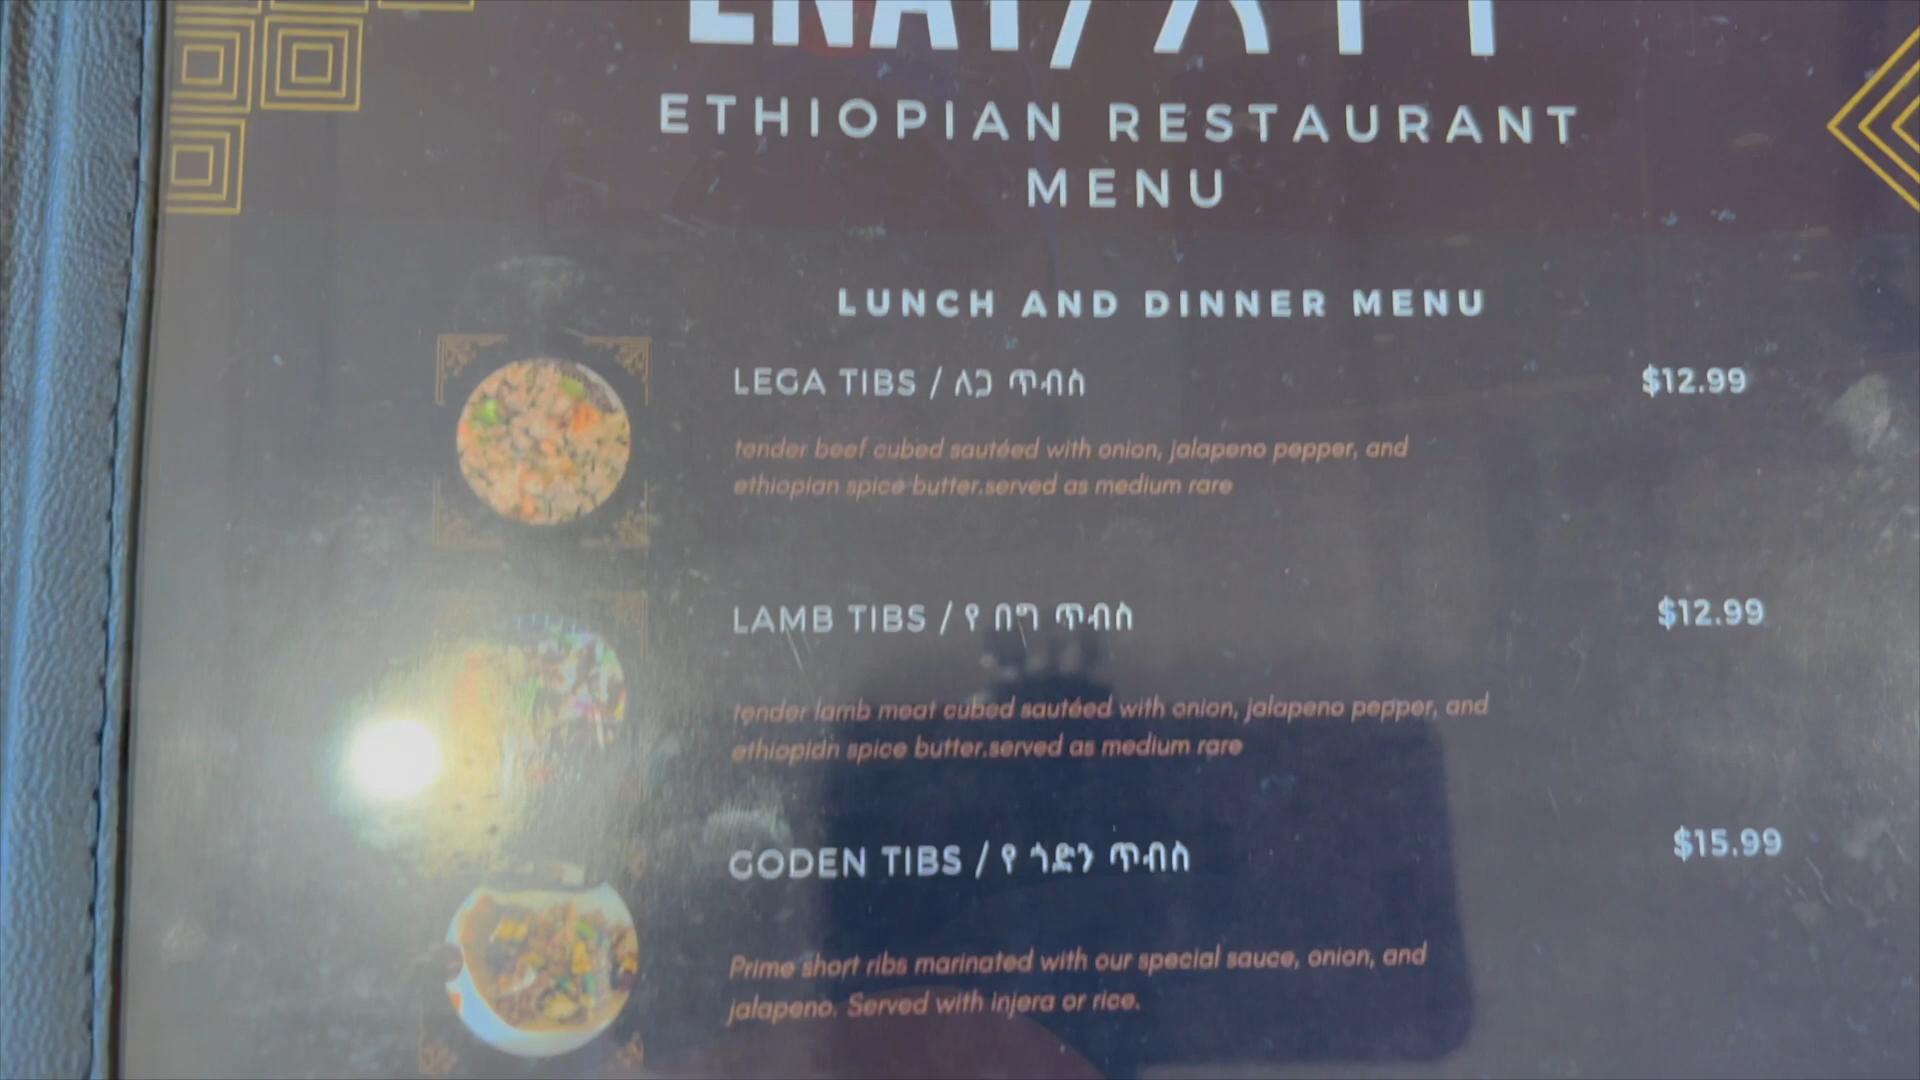 ETHIOPIAN RESTAURANT
MENU
LUNCH AND DINNER MENU
LEGA TIBS / ለጋ ጥብስ $12.99
tender beef cubed sautéed with onion, jalapeno pepper, and
ethiopian spice butter.served as medium rare
LAMB TIBS / የ በግ ጥብስ $12.99
tender lamb meat cubed sautéed with onion, jalapeno pepper, and
ethiopian spice butter.served as medium rare
GODEN TIBS / የ ጎድን ጥብስ $15.99
Prime short ribs marinated with our special sauce, onion, and
jalapeno. Served with injera or rice.